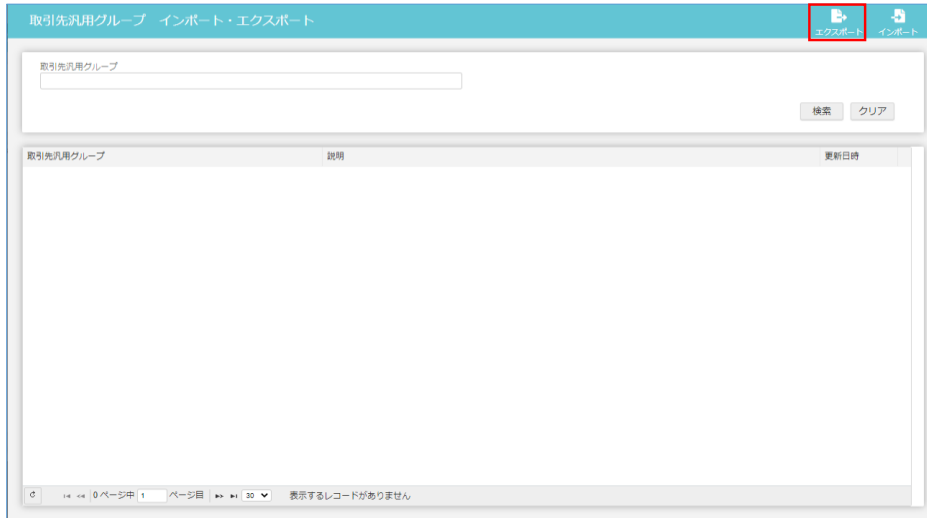 取引先汎用グループ インポート・エクスポート
エクスポート インポート
取引先汎用グループ
検索 クリア
取引先汎用グループ 説明 更新日時
0 ページ中 1 ページ目 30 表示するレコードがありません